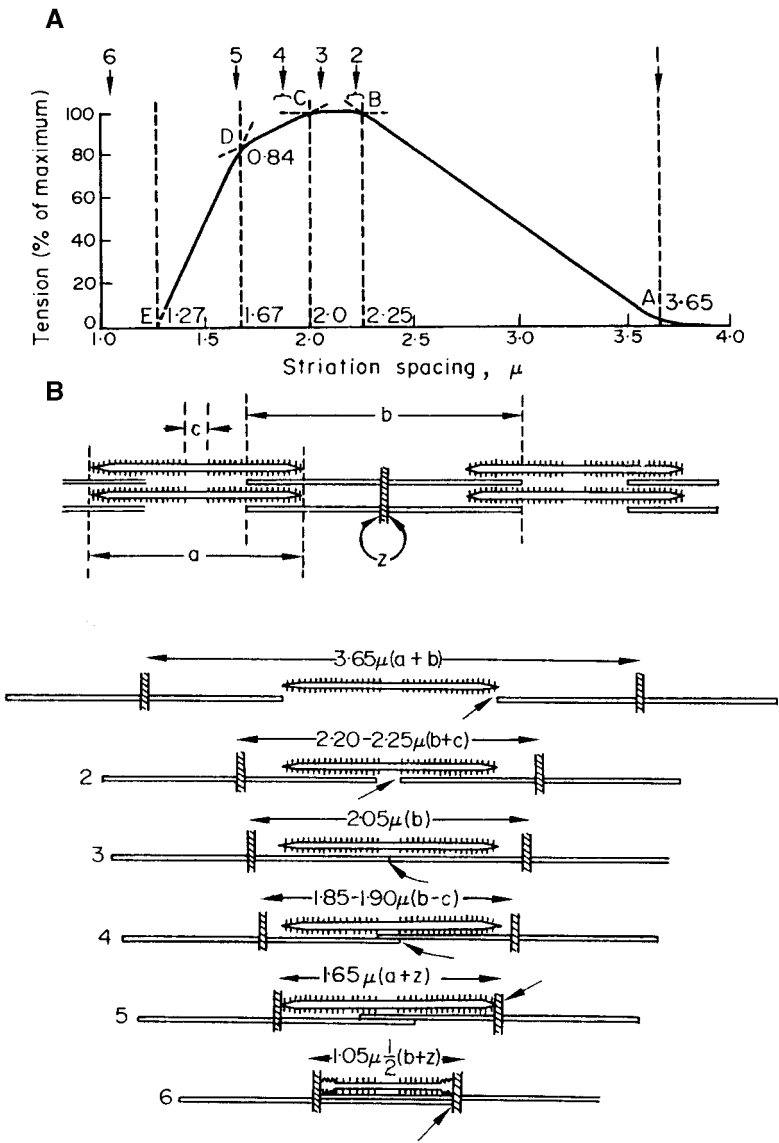 A
6 5 4 3 2
C B
100
D
80
0·84
60
40
20
A 3·65
0 E 1·27 1·67 2·0 2·25
1·0 1·5 2·0 2·5 3·0 3·5 4·0
Tension (% of maximum)
Striation spacing, μ
B
c b
a z
3·65μ(a + b)
2·20-2·25μ(b+c)
2
2·05μ(b)
3
1·85-1·90μ(b-c)
4
1·65 μ(a+z)
5
1·05μ 1/2 (b+z)
6